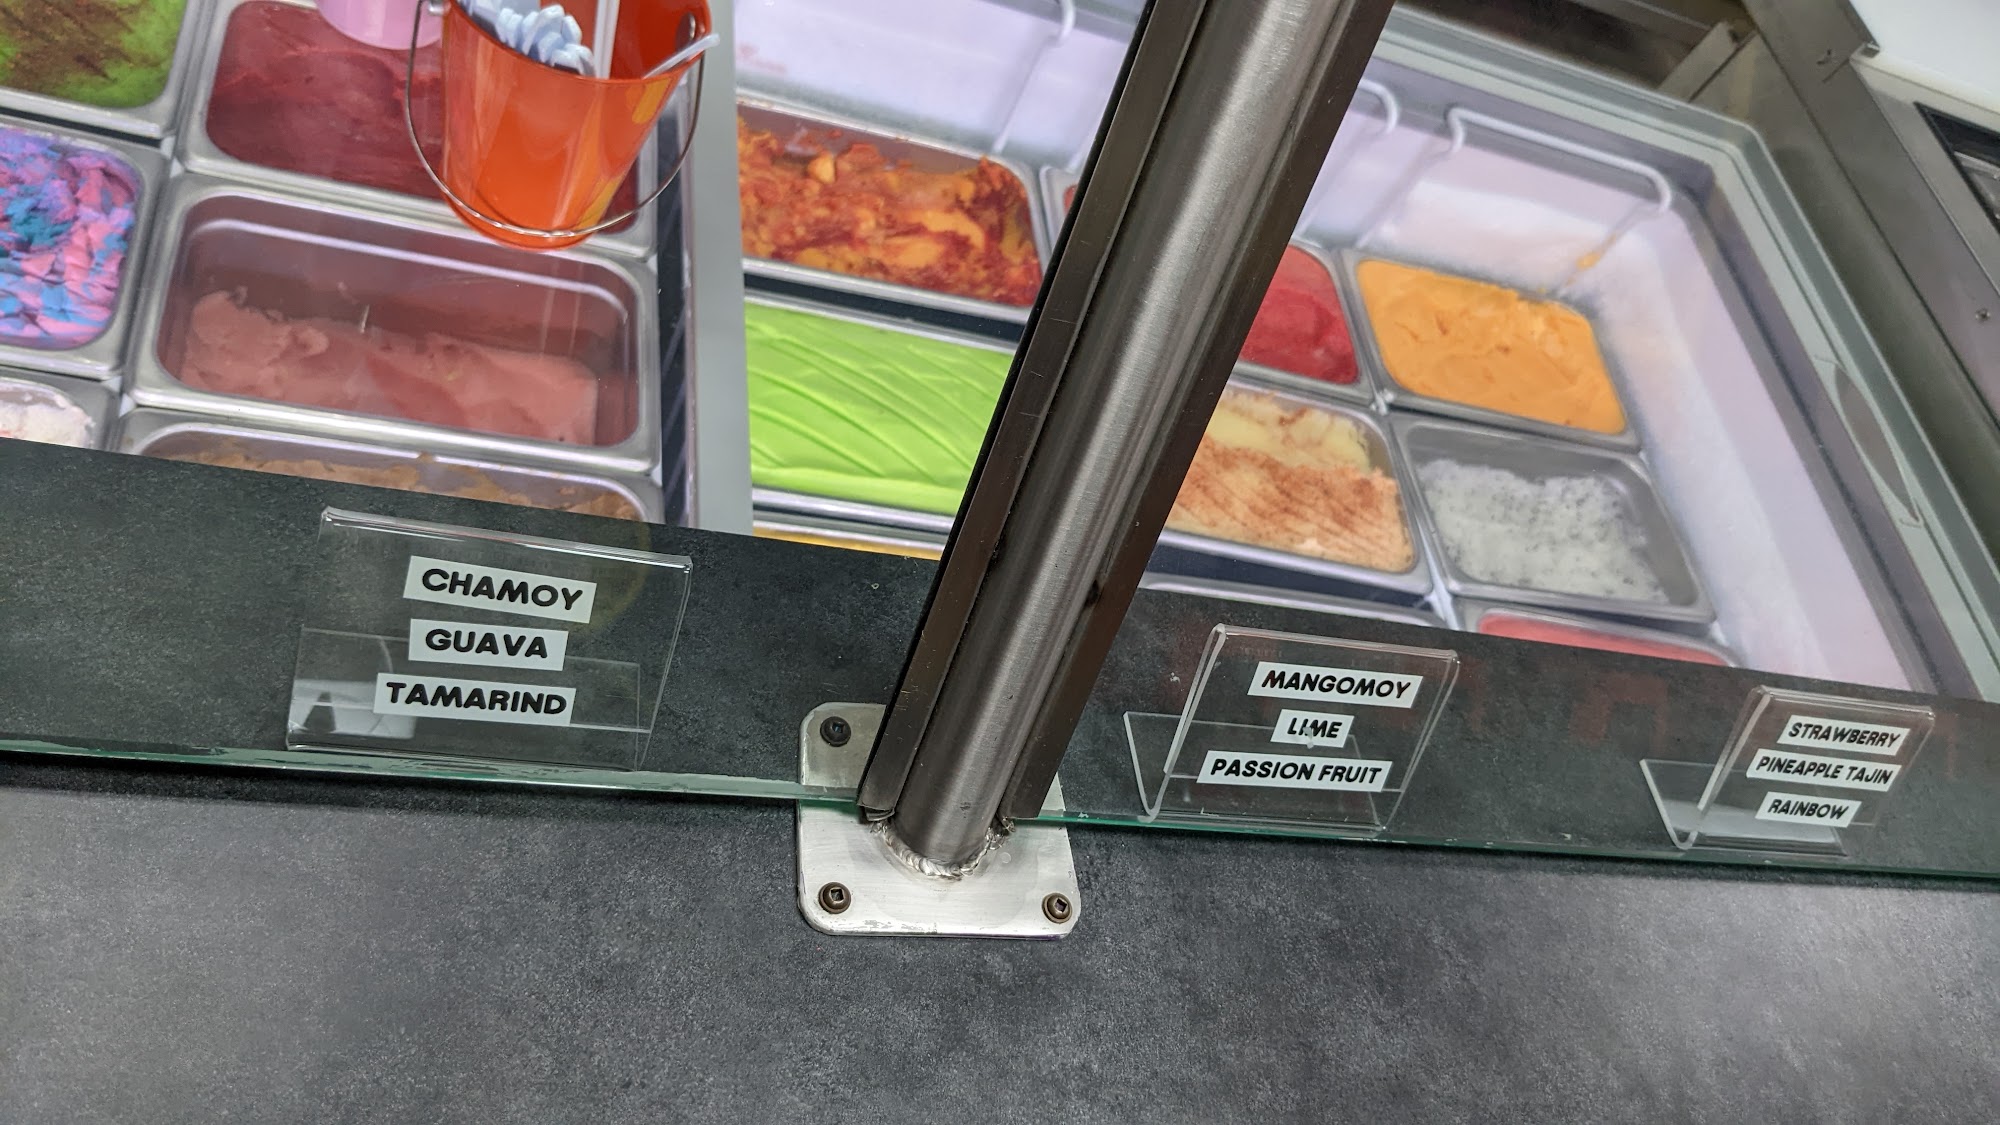 CHAMOY
GUAVA
TAMARIND
MANGOMOY
LIME
PASSION FRUIT
STRAWBERRY
PINEAPPLE TAJIN
RAINBOW